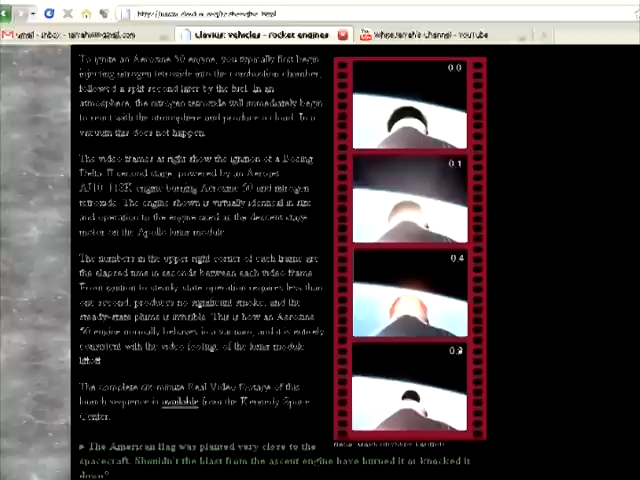 Clavius: vehicles - rocket engines
WhiteJarrah's Channel - YouTube
To ignite an Aerozine 50 engine, you typically first begin
injecting nitrogen tetroxide into the combustion chamber,
followed a split second later by the fuel. In an
atmosphere, the nitrogen tetroxide will immediately begin
to react with the atmosphere and produce a cloud. In a
vacuum this does not happen.
The video frames at right show the ignition of a Boeing
Delta II second stage, powered by an Aerojet
AJ10-118K engine burning Aerozine 50 and nitrogen
tetroxide. The engine shown is virtually identical in size
and operation to the engine used as the descent stage
motor on the Apollo lunar module.
The numbers in the upper right corner of each frame are
the elapsed time in seconds between each video frame.
From ignition to steady-state operation requires less than
one second, produces no significant smoke, and the
steady-state plume is invisible. This is how an Aerozine
50 engine normally behaves in a vacuum, and it is entirely
consistent with the video footage of the lunar module
liftoff.
The complete six-minute Real Video footage of this
launch sequence is available from the Kennedy Space
Center.
0.0
0.1
0.4
The American flag was planted very close to the
spacecraft. Shouldn't the blast from the ascent engine have burned it or knocked it
down?